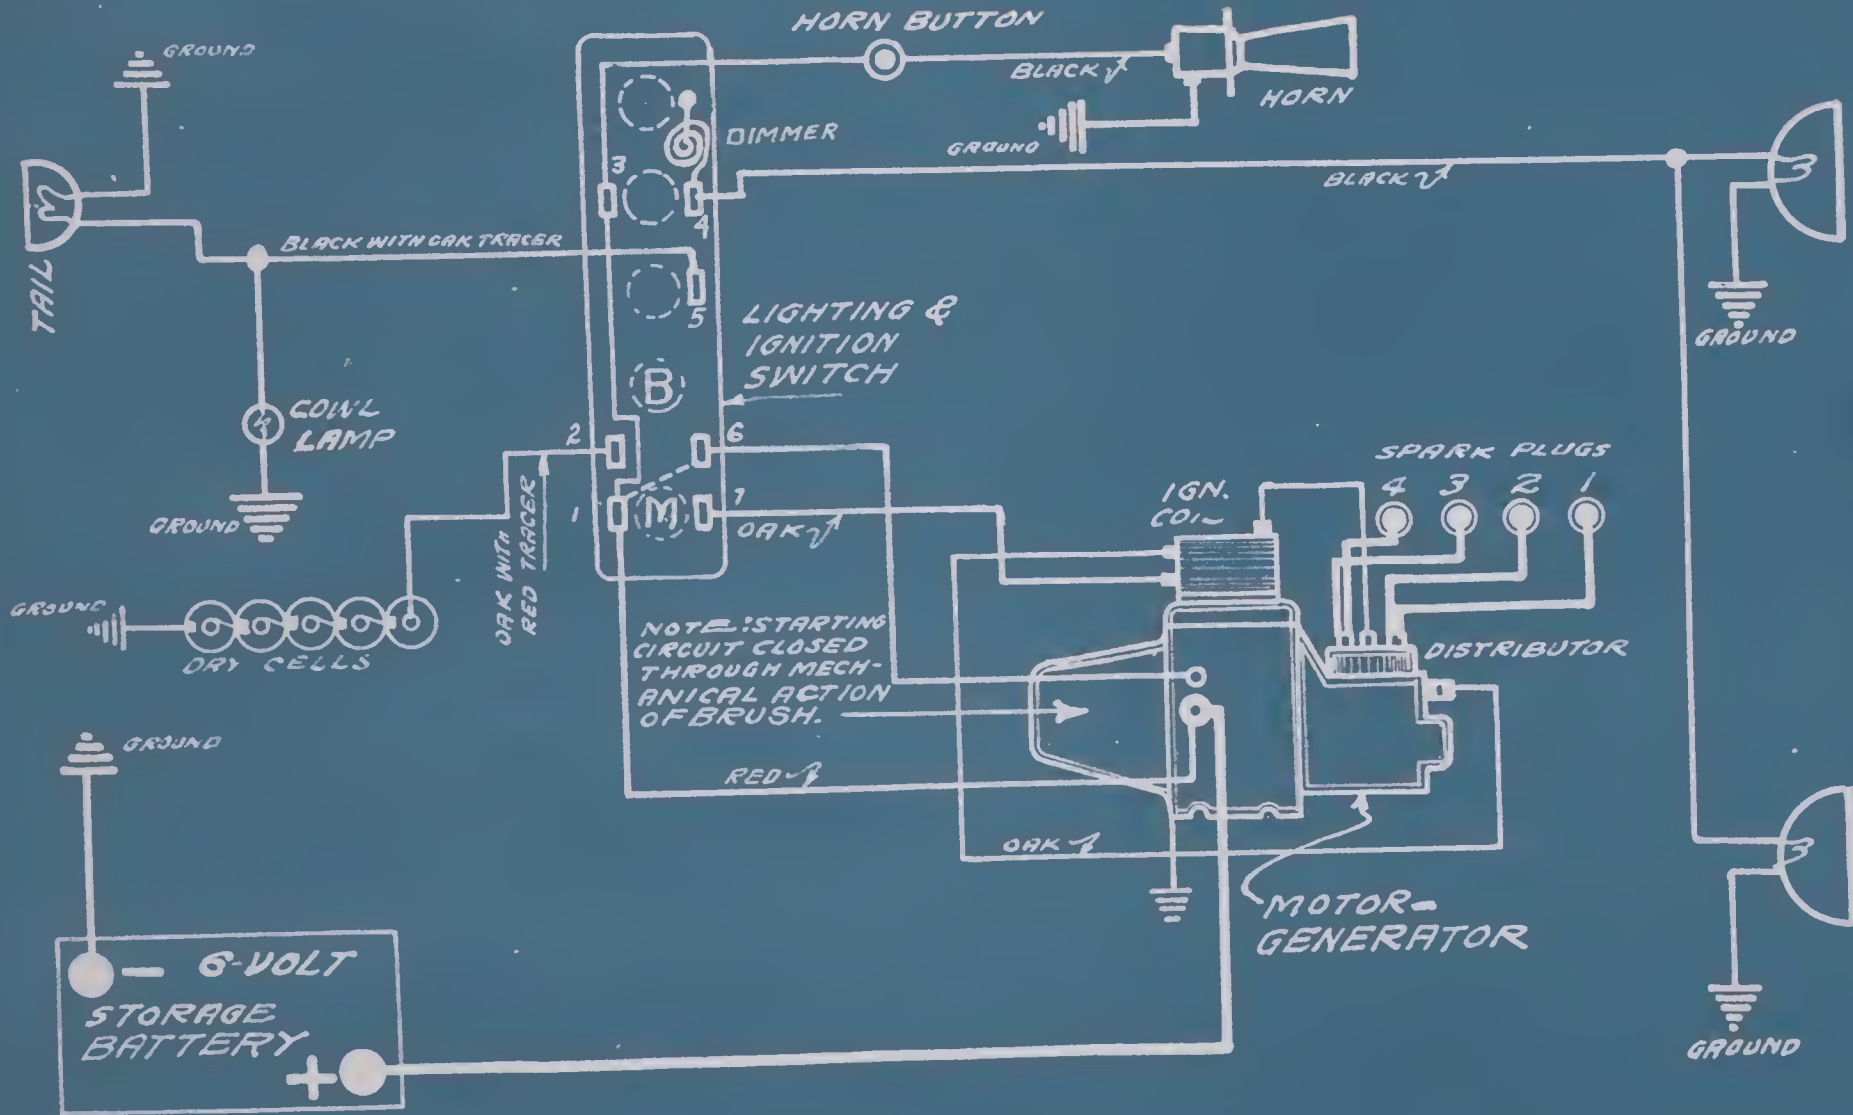 HORN BUTTON
GROUND
BLACK
HORN
DIMMER
GROUND
3
BLACK
4
BLACK WITH OAK TRACER
TAIL
5
LIGHTING &
IGNITION
SWITCH
GROUND
B
COWL
LAMP
2
6
SPARK PLUGS
4 3 2 1
IGN.
COIL
GROUND
1
M
7
OAK
OAK WITH
RED TRACER
GROUND
DRY CELLS
NOTE: STARTING
CIRCUIT CLOSED
THROUGH MECH-
ANICAL ACTION
OF BRUSH.
DISTRIBUTOR
GROUND
RED
OAK
MOTOR-
GENERATOR
- 6-VOLT
STORAGE
BATTERY
+
GROUND